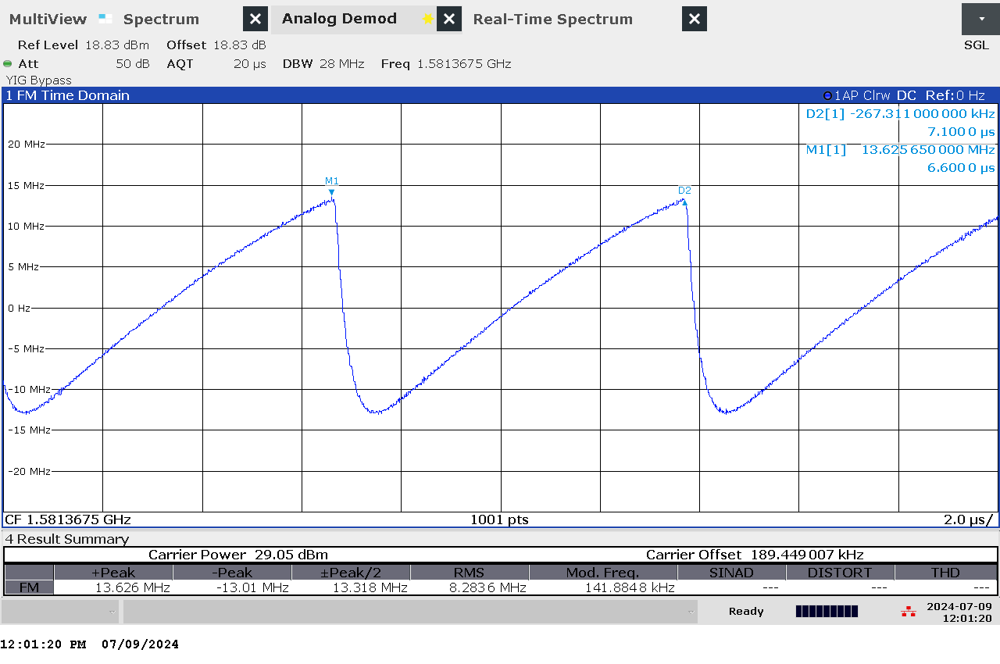 MultiView Spectrum Analog Demod Real-Time Spectrum
Ref Level 18.83 dBm Offset 18.83 dB SGL
Att 50 dB AQT 20 µs DBW 28 MHz Freq 1.5813675 GHz
YIG Bypass
1 FM Time Domain 1AP Clrw DC Ref:0 Hz
D2[1] -267.311 000 000 kHz
7.100 0 µs
M1[1] 13.625 650 000 MHz
6.600 0 µs
20 MHz
M1
15 MHz
D2
10 MHz
5 MHz
0 Hz
-5 MHz
-10 MHz
-15 MHz
-20 MHz
CF 1.5813675 GHz 1001 pts 2.0 µs/
4 Result Summary
Carrier Power 29.05 dBm Carrier Offset 189.449 007 kHz
+Peak -Peak ±Peak/2 RMS Mod. Freq. SINAD DISTORT THD
FM 13.626 MHz -13.01 MHz 13.318 MHz 8.2836 MHz 141.8848 kHz --- --- ---
Ready 2024-07-09
12:01:20
12:01:20 PM 07/09/2024